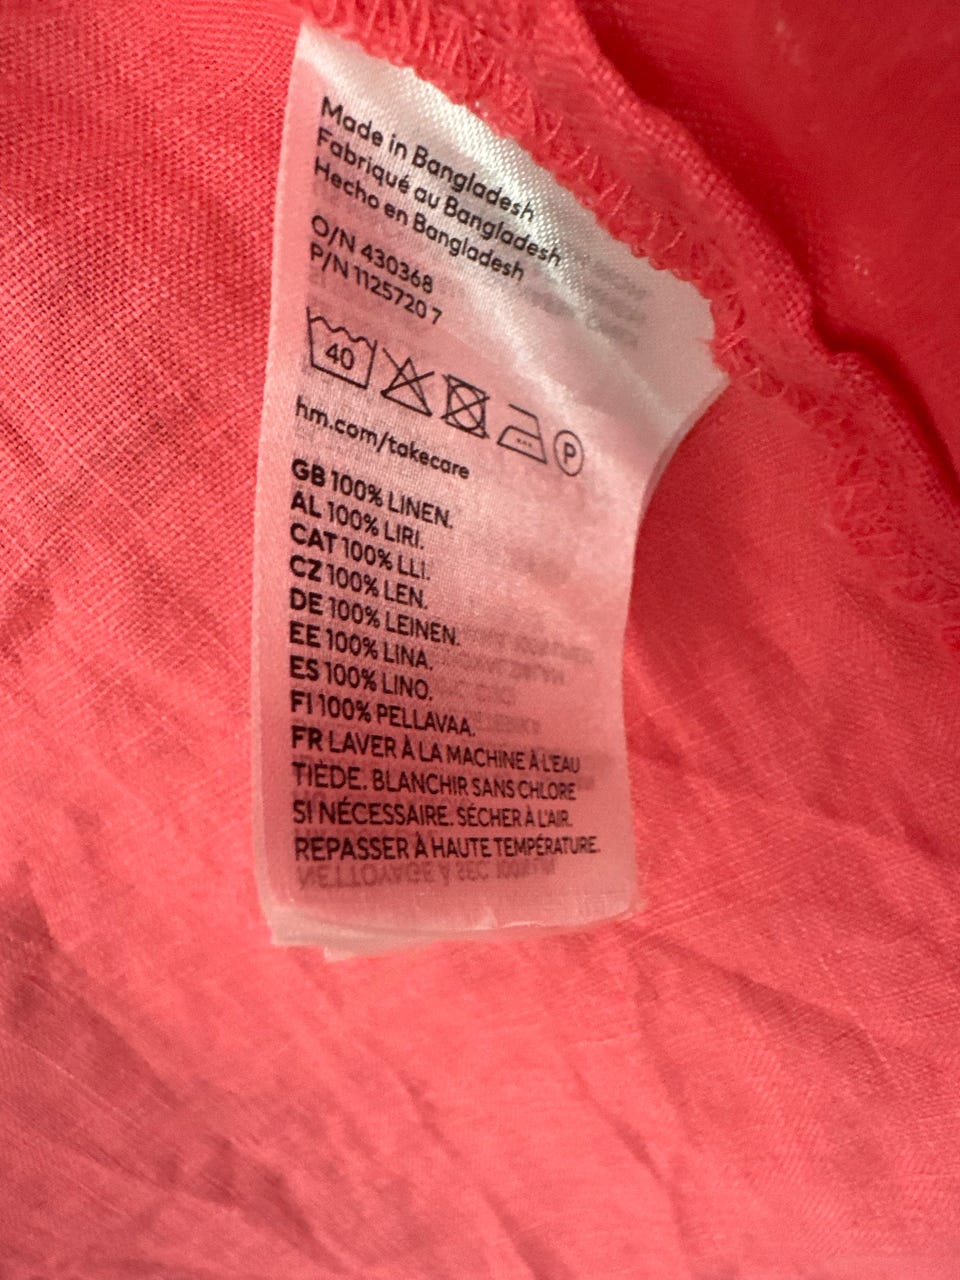 Made in Bangladesh
Fabriqué au Bangladesh
Hecho en Bangladesh
O/N 430368
P/N 1125720 7
40
P
hm.com/takecare
GB 100% LINEN.
AL 100% LIRI.
CAT 100% LLI.
CZ 100% LEN.
DE 100% LEINEN.
EE 100% LINA.
ES 100% LINO.
FI 100% PELLAVAA.
FR LAVER À LA MACHINE À L'EAU
TIÈDE. BLANCHIR SANS CHLORE
SI NÉCESSAIRE. SÉCHER À L'AIR.
REPASSER À HAUTE TEMPÉRATURE.